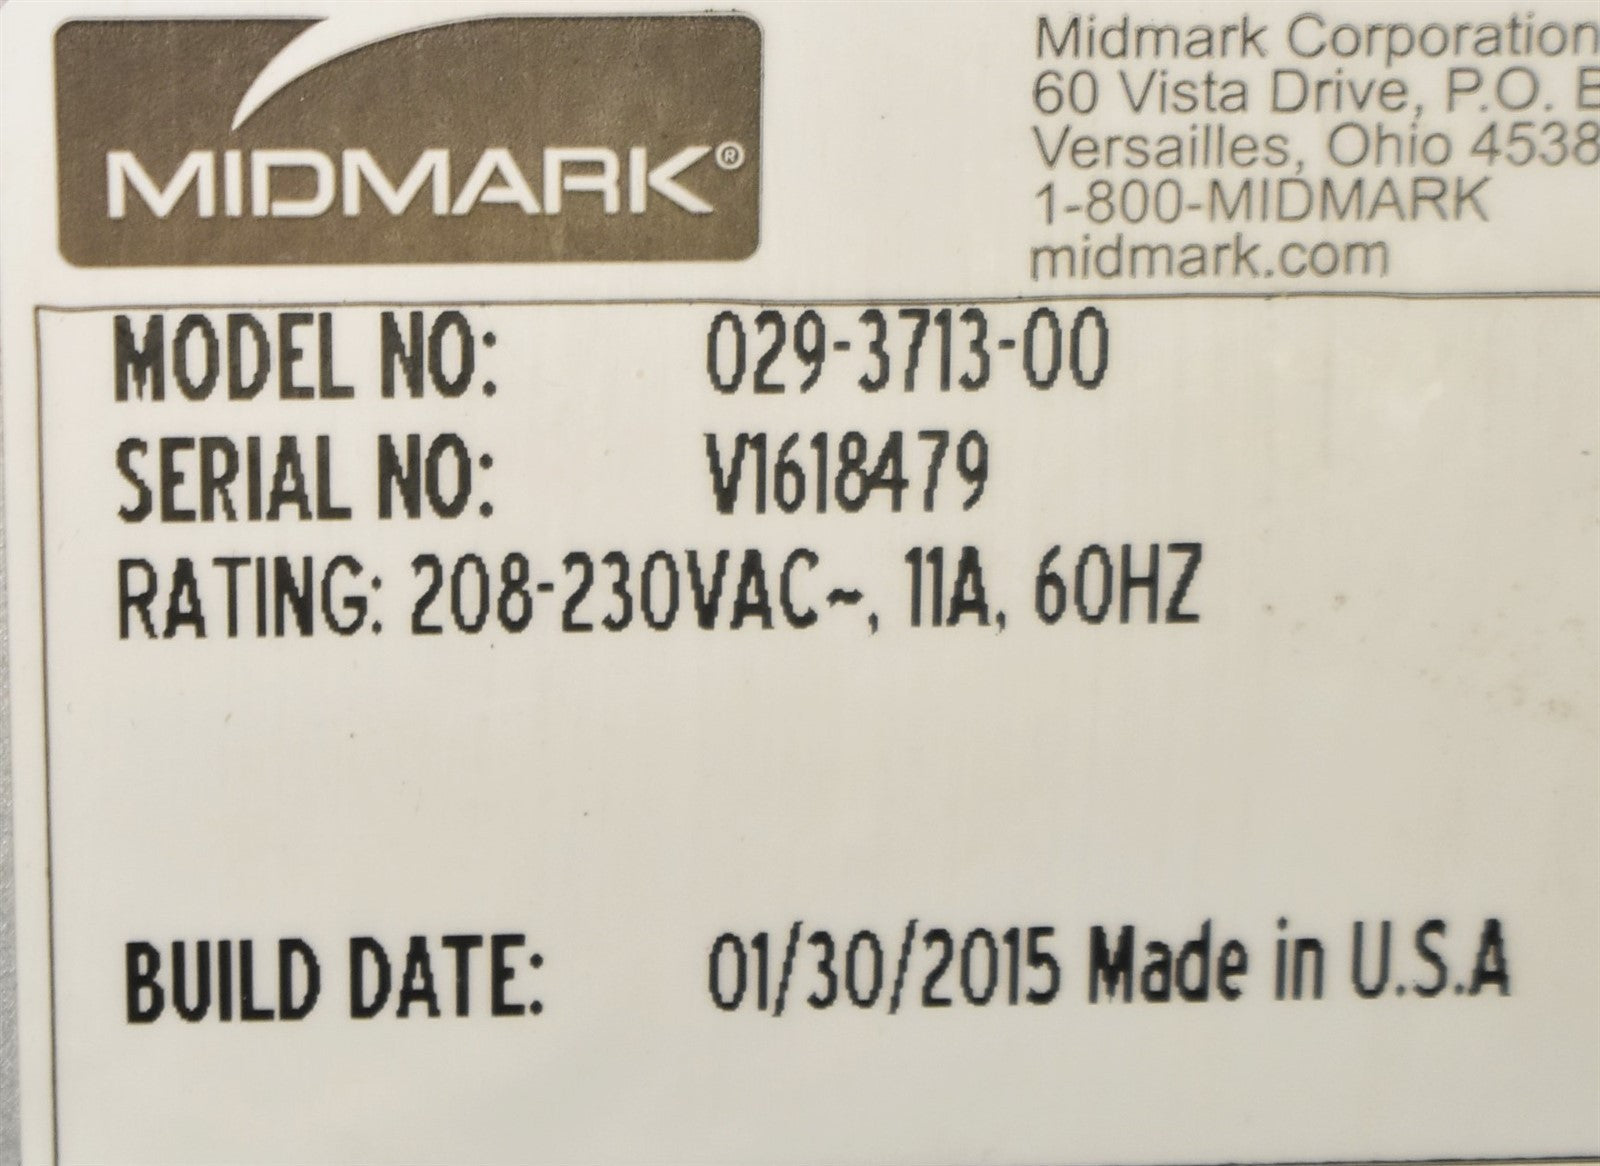 MIDMARK®
Midmark Corporation
60 Vista Drive, P.O.
Versailles, Ohio 4538
1-800-MIDMARK
midmark.com
MODEL NO: 029-3713-00
SERIAL NO: V1618479
RATING: 208-230VAC~, 11A, 60HZ
BUILD DATE: 01/30/2015 Made in U.S.A